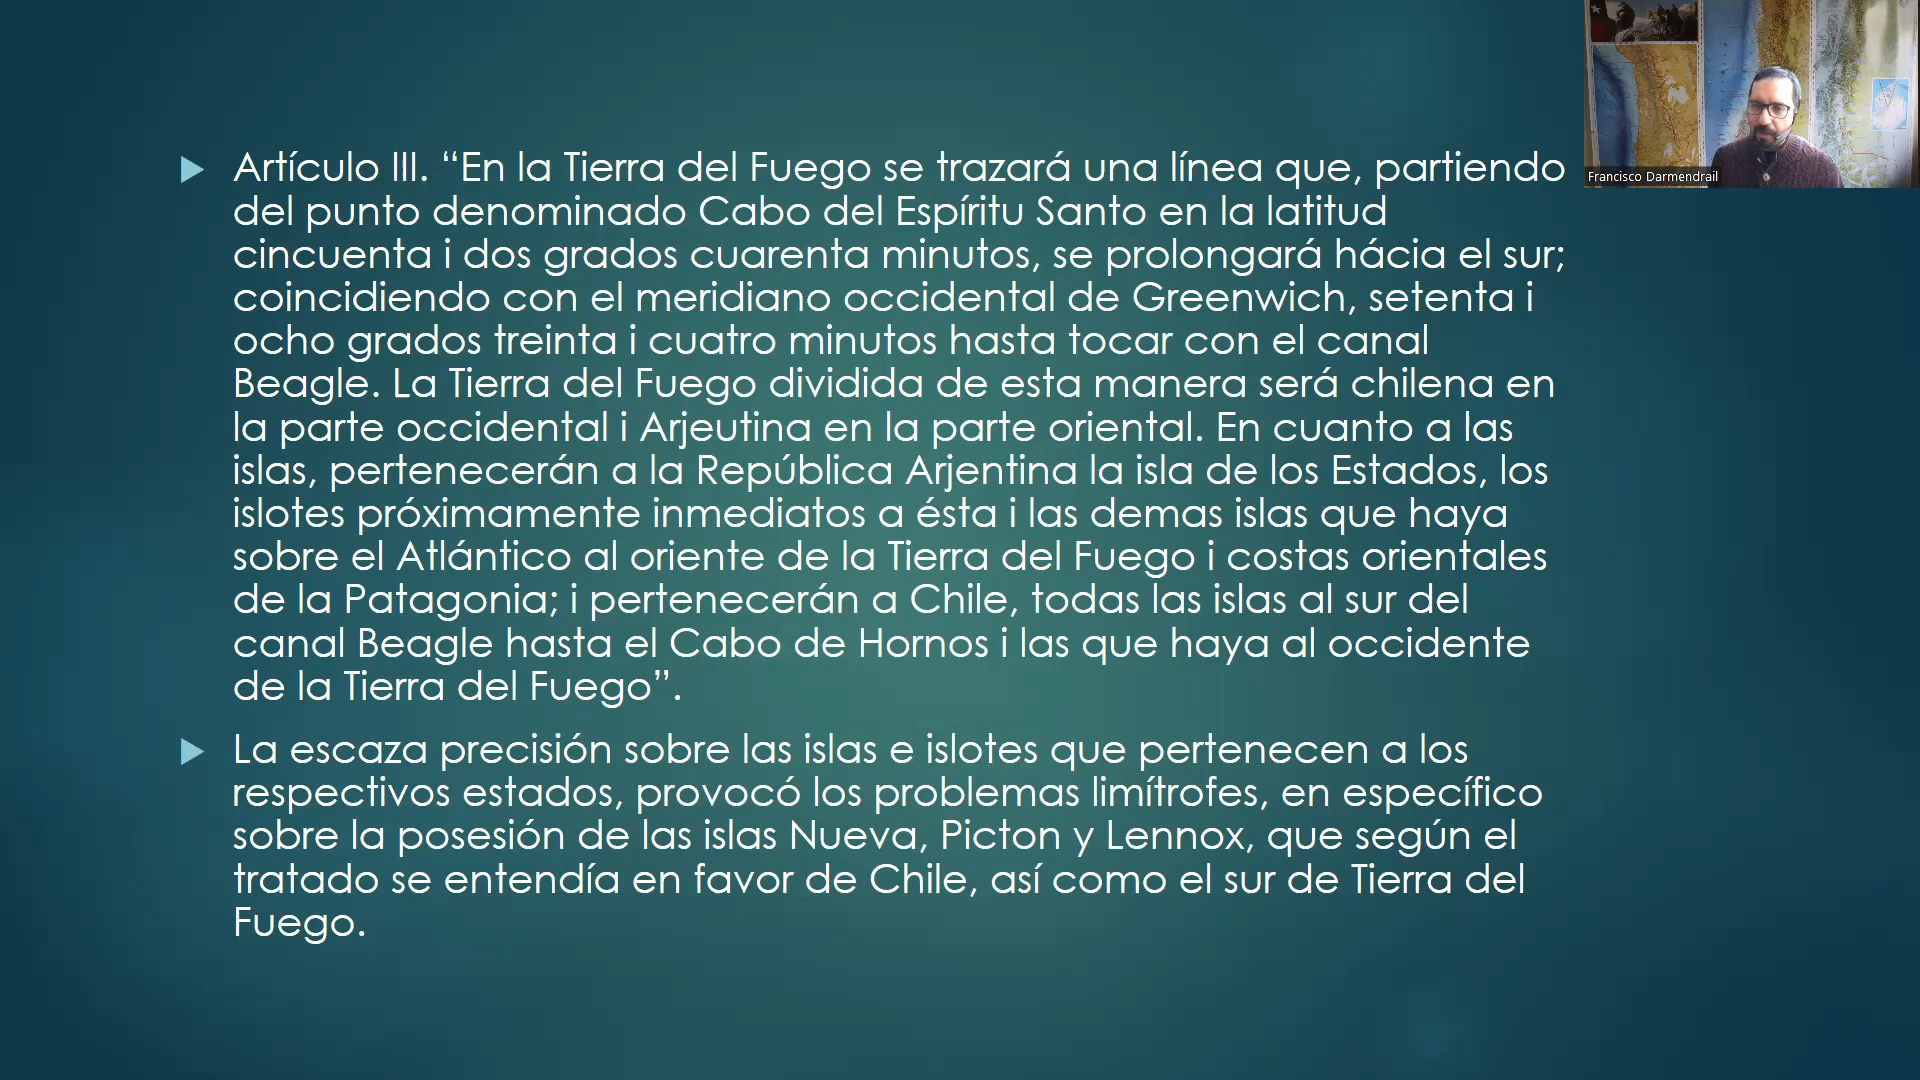 Artículo III. “En la Tierra del Fuego se trazará una línea que, partiendo
del punto denominado Cabo del Espíritu Santo en la latitud
cincuenta i dos grados cuarenta minutos, se prolongará hácia el sur;
coincidiendo con el meridiano occidental de Greenwich, setenta i
ocho grados treinta i cuatro minutos hasta tocar con el canal
Beagle. La Tierra del Fuego dividida de esta manera será chilena en
la parte occidental i Arjeutina en la parte oriental. En cuanto a las
islas, pertenecerán a la República Arjentina la isla de los Estados, los
islotes próximamente inmediatos a ésta i las demas islas que haya
sobre el Atlántico al oriente de la Tierra del Fuego i costas orientales
de la Patagonia; i pertenecerán a Chile, todas las islas al sur del
canal Beagle hasta el Cabo de Hornos i las que haya al occidente
de la Tierra del Fuego”.
La escaza precisión sobre las islas e islotes que pertenecen a los
respectivos estados, provocó los problemas limítrofes, en específico
sobre la posesión de las islas Nueva, Picton y Lennox, que según el
tratado se entendía en favor de Chile, así como el sur de Tierra del
Fuego.
Francisco Darmendrail